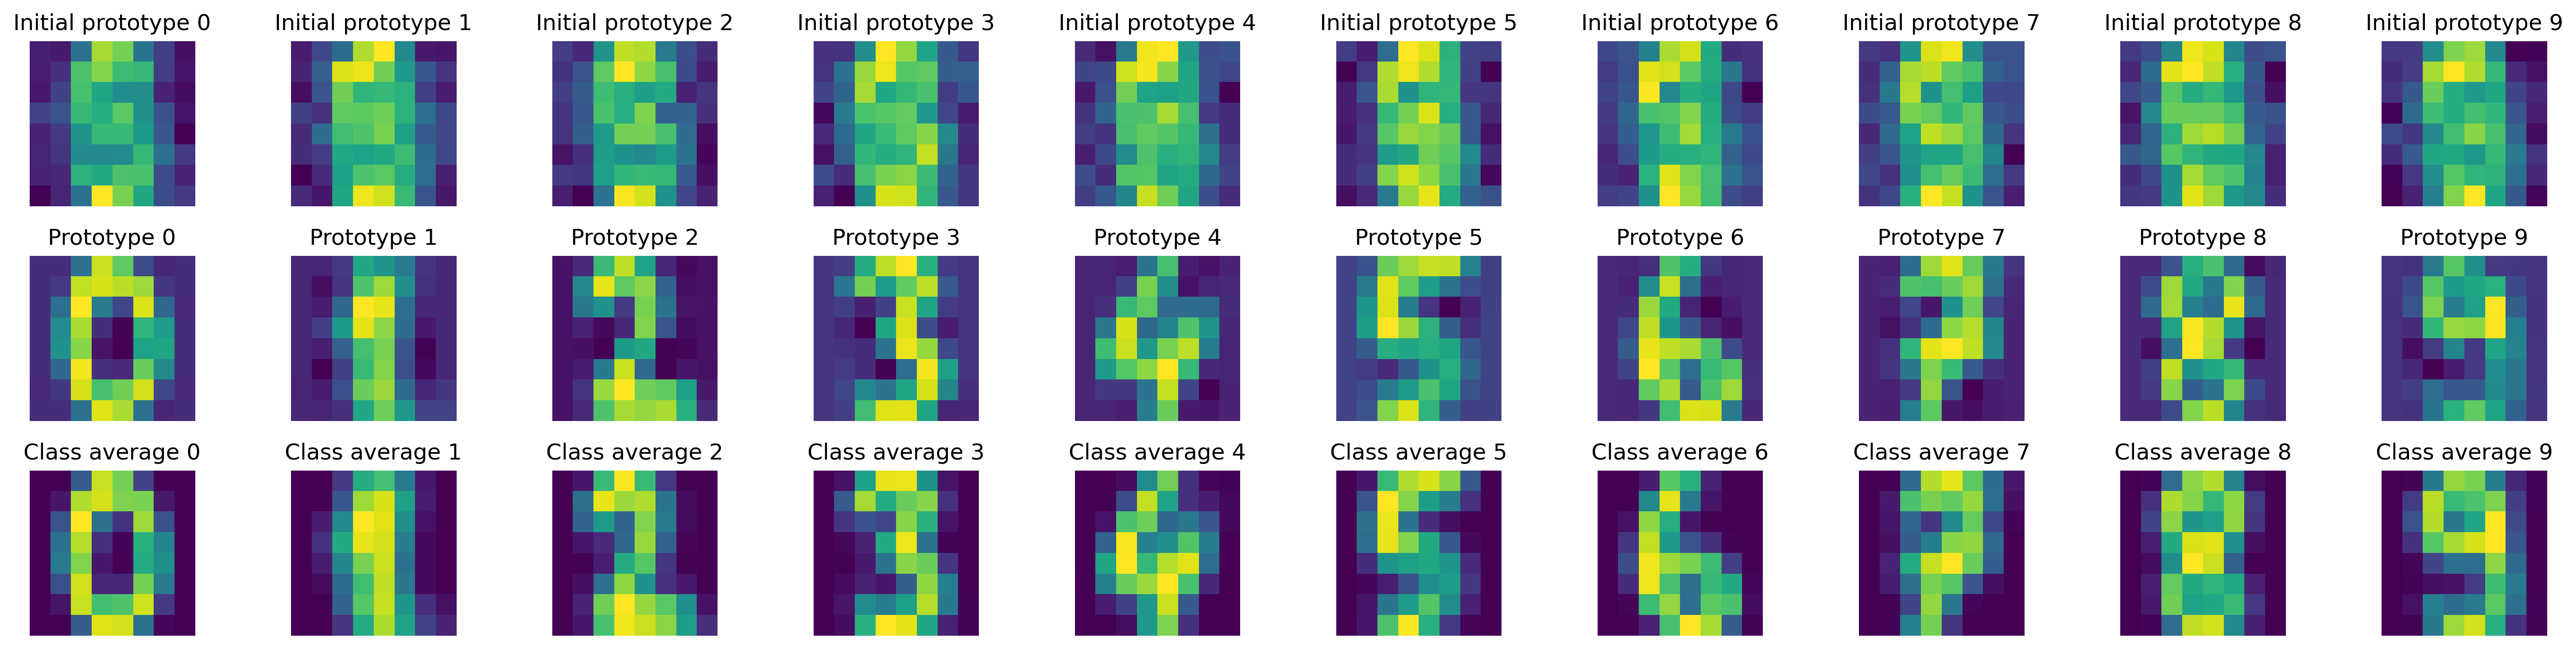 Initial prototype 0 Initial prototype 1 Initial prototype 2 Initial prototype 3 Initial prototype 4 Initial prototype 5 Initial prototype 6 Initial prototype 7 Initial prototype 8 Initial prototype 9
Prototype 0 Prototype 1 Prototype 2 Prototype 3 Prototype 4 Prototype 5 Prototype 6 Prototype 7 Prototype 8 Prototype 9
Class average 0 Class average 1 Class average 2 Class average 3 Class average 4 Class average 5 Class average 6 Class average 7 Class average 8 Class average 9